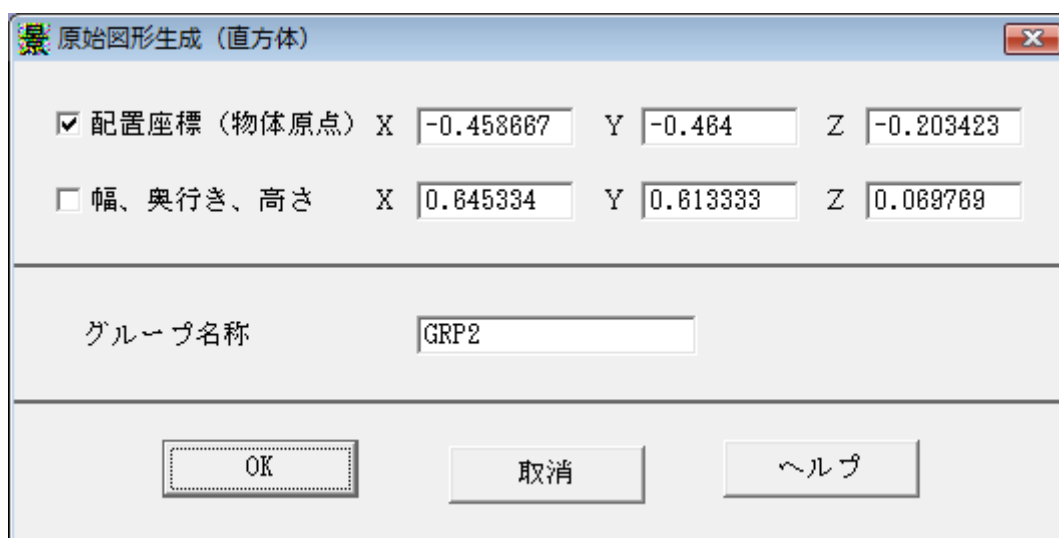 景 原始図形生成（直方体）
配置座標（物体原点） X -0.458667 Y -0.464 Z -0.203423
幅、奥行き、高さ X 0.645334 Y 0.613333 Z 0.069769
グループ名称 GRP2
OK 取消 ヘルプ